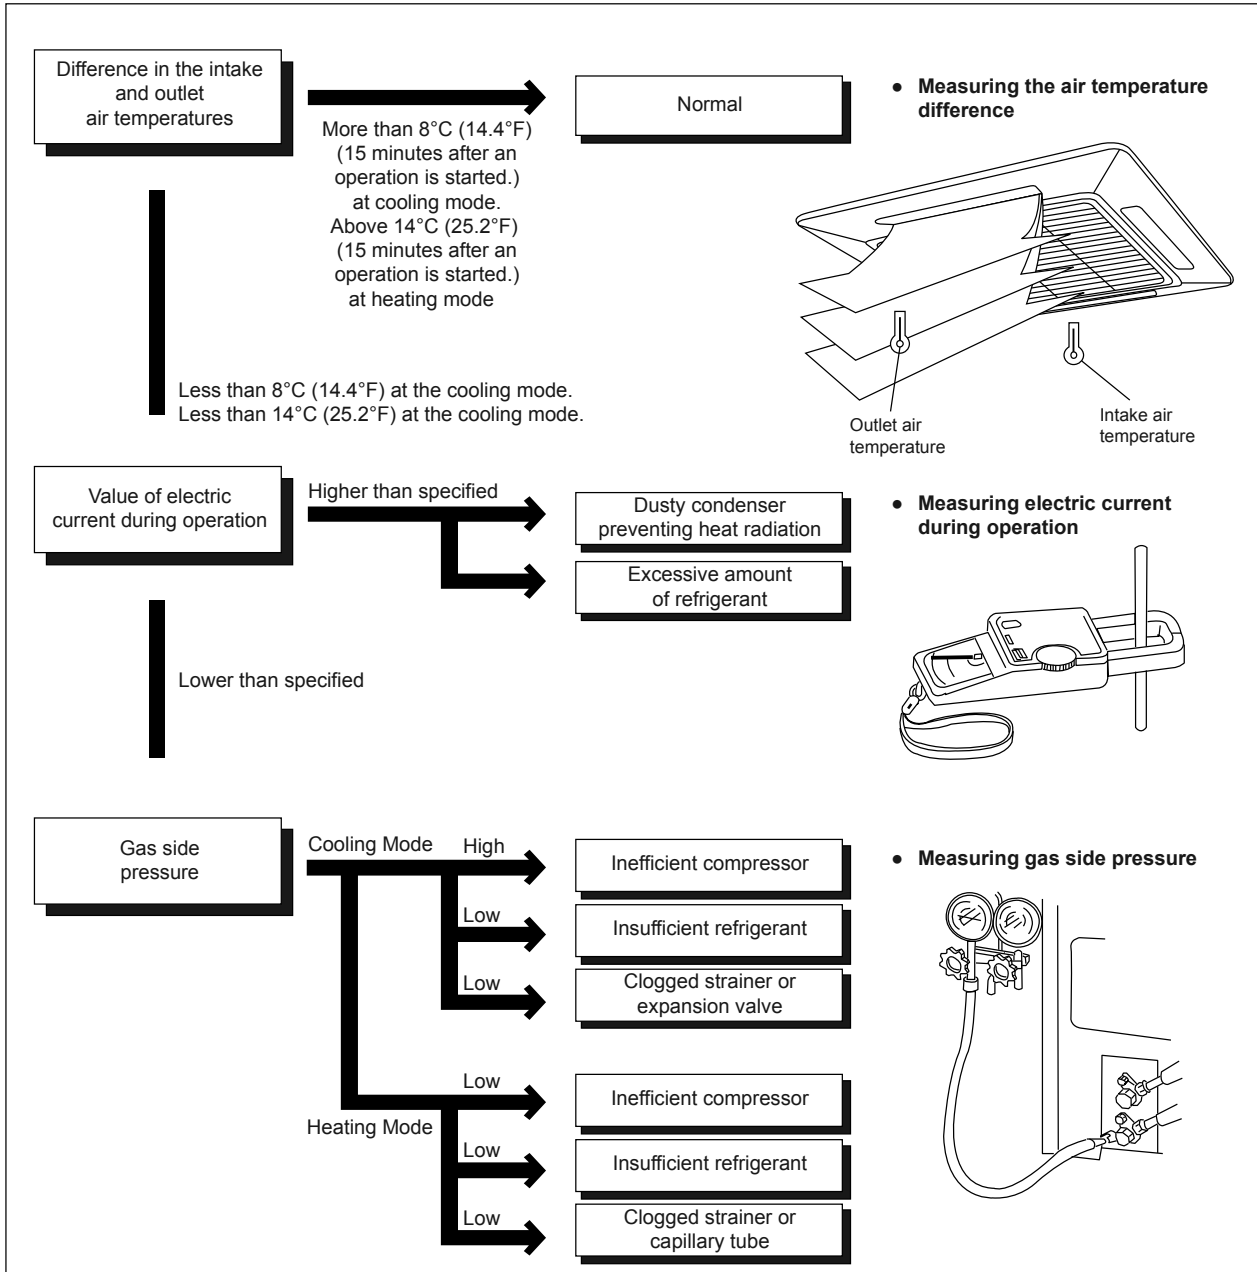 Difference in the intake
and outlet
air temperatures
More than 8°C (14.4°F)
(15 minutes after an
operation is started.)
at cooling mode.
Above 14°C (25.2°F)
(15 minutes after an
operation is started.)
at heating mode
Normal
● Measuring the air temperature
difference
Outlet air
temperature
Intake air
temperature
Less than 8°C (14.4°F) at the cooling mode.
Less than 14°C (25.2°F) at the cooling mode.
Value of electric
current during operation
Higher than specified
Dusty condenser
preventing heat radiation
Excessive amount
of refrigerant
● Measuring electric current
during operation
Lower than specified
Gas side
pressure
Cooling Mode
High
Inefficient compressor
Low
Insufficient refrigerant
Low
Clogged strainer or
expansion valve
Heating Mode
Low
Inefficient compressor
Low
Insufficient refrigerant
Low
Clogged strainer or
capillary tube
● Measuring gas side pressure